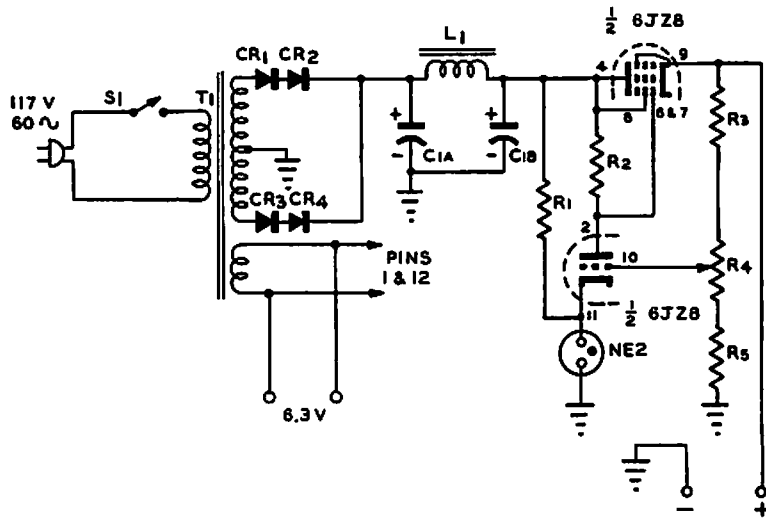 1/2 6JZ8
L1
CR1 CR2
4
9
117 V
60 ~
S1
T1
+
C1A
-
+
C1B
-
8
6&7
R3
R2
R1
CR3 CR4
2
10
R4
PINS
1 & 12
11
1/2 6JZ8
NE2
R5
6.3 V
-
+